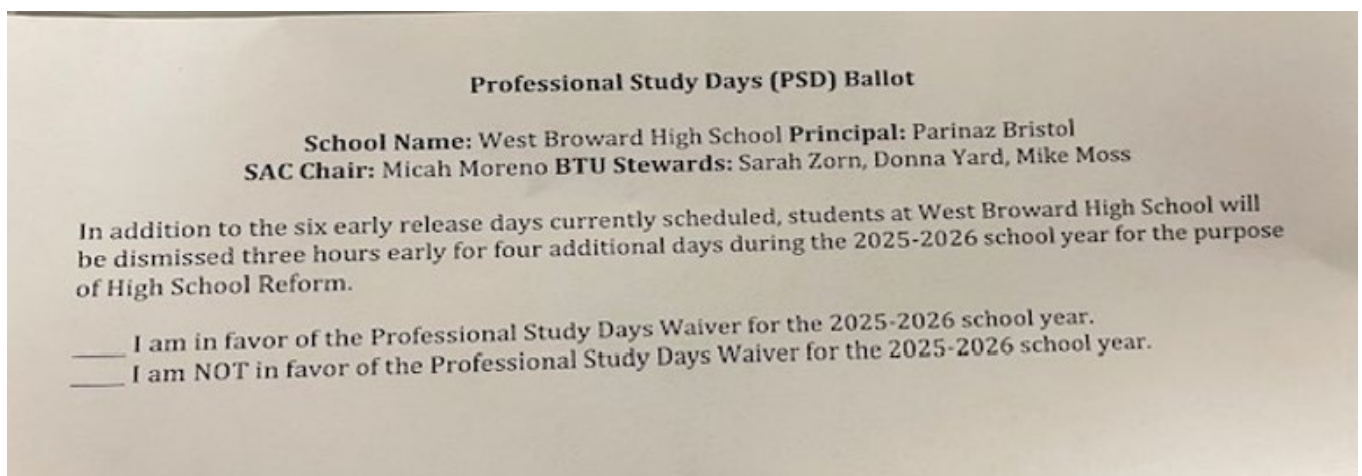 Professional Study Days (PSD) Ballot
School Name: West Broward High School Principal: Parinaz Bristol
SAC Chair: Micah Moreno BTU Stewards: Sarah Zorn, Donna Yard, Mike Moss
In addition to the six early release days currently scheduled, students at West Broward High School will
be dismissed three hours early for four additional days during the 2025-2026 school year for the purpose
of High School Reform.
____ I am in favor of the Professional Study Days Waiver for the 2025-2026 school year.
____ I am NOT in favor of the Professional Study Days Waiver for the 2025-2026 school year.